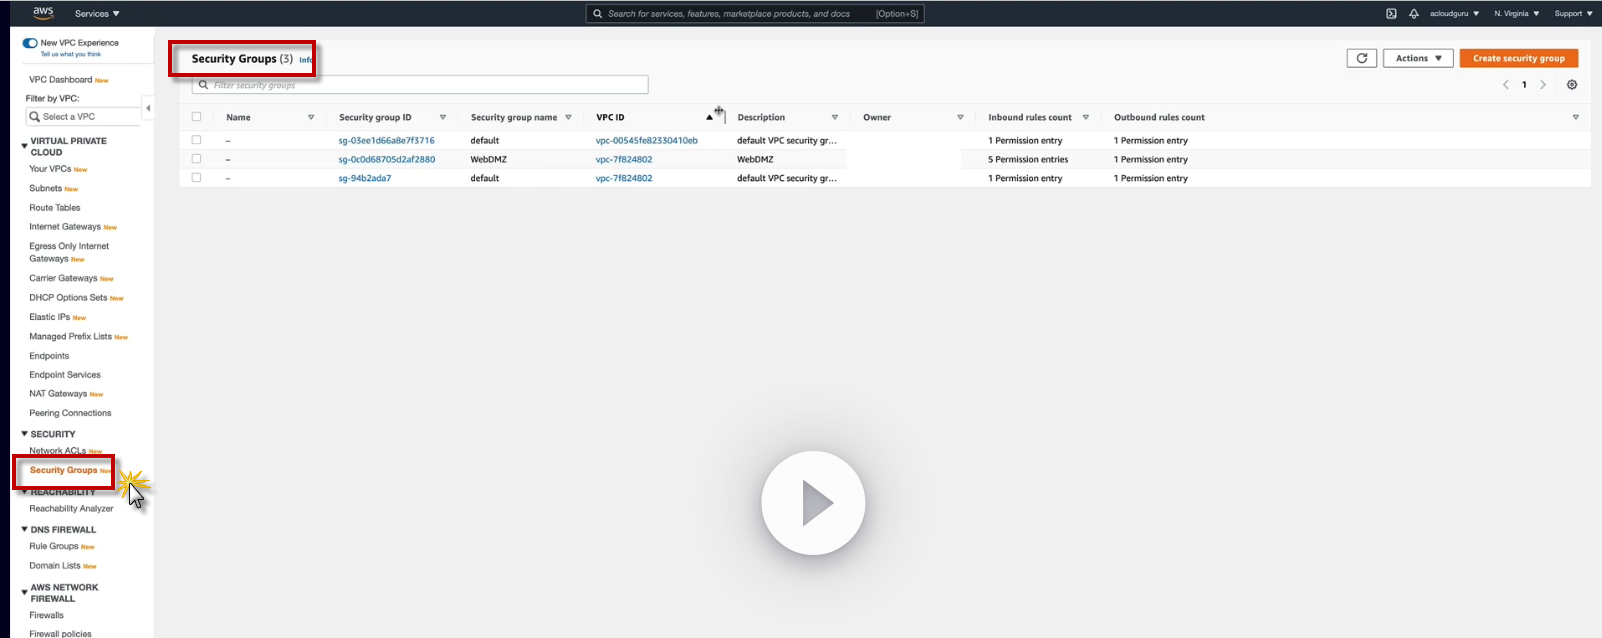 aws
Services
Search for services, features, marketplace products, and docs [Option+S]
acloudguru
N. Virginia
Support
New VPC Experience
Tell us what you think
VPC Dashboard New
Filter by VPC:
Select a VPC
VIRTUAL PRIVATE
CLOUD
Your VPCs New
Subnets New
Route Tables
Internet Gateways New
Egress Only Internet
Gateways New
Carrier Gateways New
DHCP Options Sets New
Elastic IPs New
Managed Prefix Lists New
Endpoints
Endpoint Services
NAT Gateways New
Peering Connections
SECURITY
Network ACLs New
Security Groups New
REACHABILITY
Reachability Analyzer
DNS FIREWALL
Rule Groups New
Domain Lists New
AWS NETWORK
FIREWALL
Firewalls
Firewall policies
Security Groups (3) Info
Actions
Create security group
Filter security groups
1
Name Security group ID Security group name VPC ID Description Owner Inbound rules count Outbound rules count
– sg-03ee1d66a8e7f3716 default vpc-00545fe82330410eb default VPC security gr... 1 Permission entry 1 Permission entry
– sg-0c0d68705d2af2880 WebDMZ vpc-7f824802 WebDMZ 5 Permission entries 1 Permission entry
– sg-94b2ada7 default vpc-7f824802 default VPC security gr... 1 Permission entry 1 Permission entry